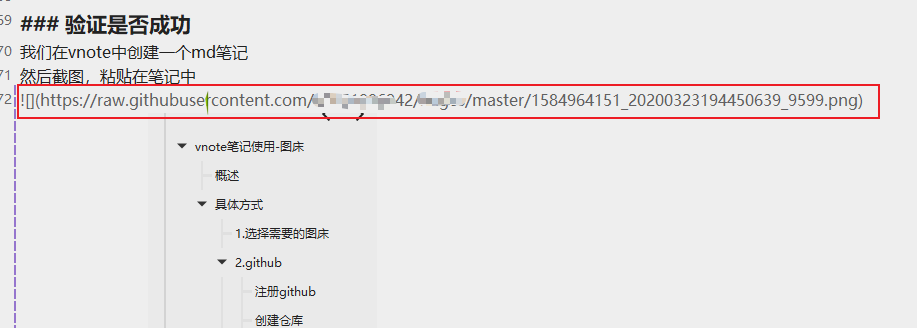 69 ### 验证是否成功
70 我们在vnote中创建一个md笔记
71 然后截图，粘贴在笔记中
72 ![](https://raw.githubusercontent.com/ /master/1584964151_20200323194450639_9599.png)
vnote笔记使用-图床
概述
具体方式
1.选择需要的图床
2.github
注册github
创建仓库